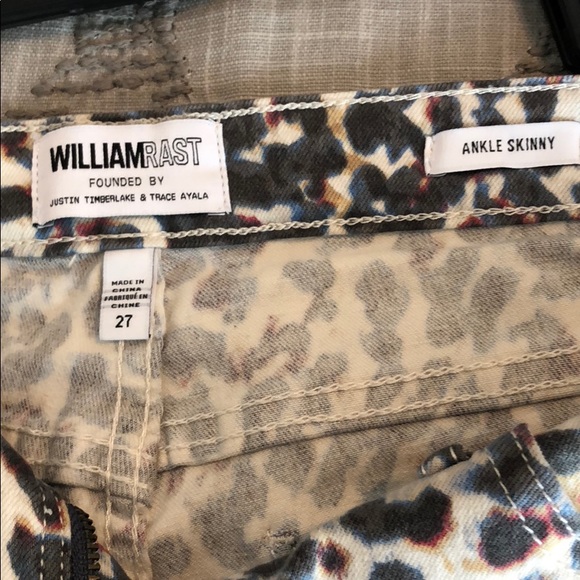 WILLIAMRAST
FOUNDED BY
JUSTIN TIMBERLAKE & TRACE AYALA
ANKLE SKINNY
MADE IN
CHINA
FABRIQUÉ EN
CHINE
27